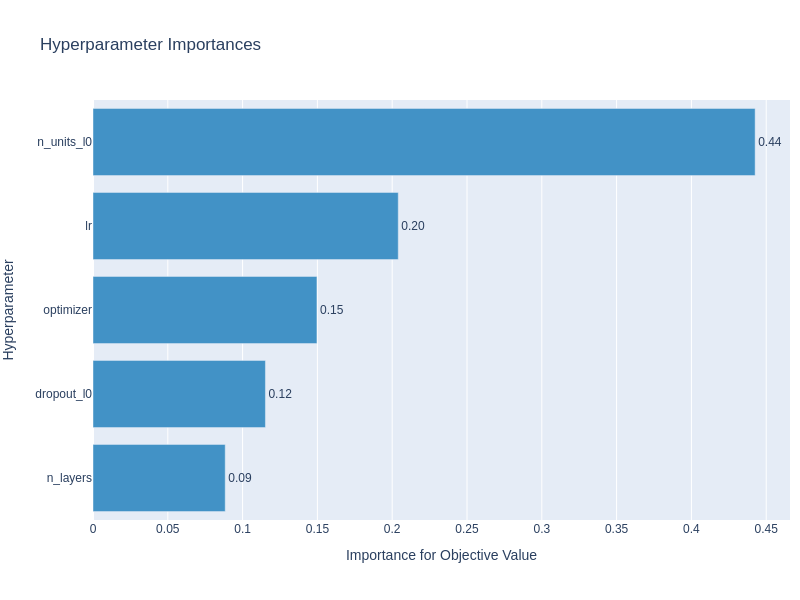 Hyperparameter Importances
n_units_l0
0.44
lr
0.20
optimizer
0.15
dropout_l0
0.12
n_layers
0.09
Hyperparameter
0 0.05 0.1 0.15 0.2 0.25 0.3 0.35 0.4 0.45
Importance for Objective Value